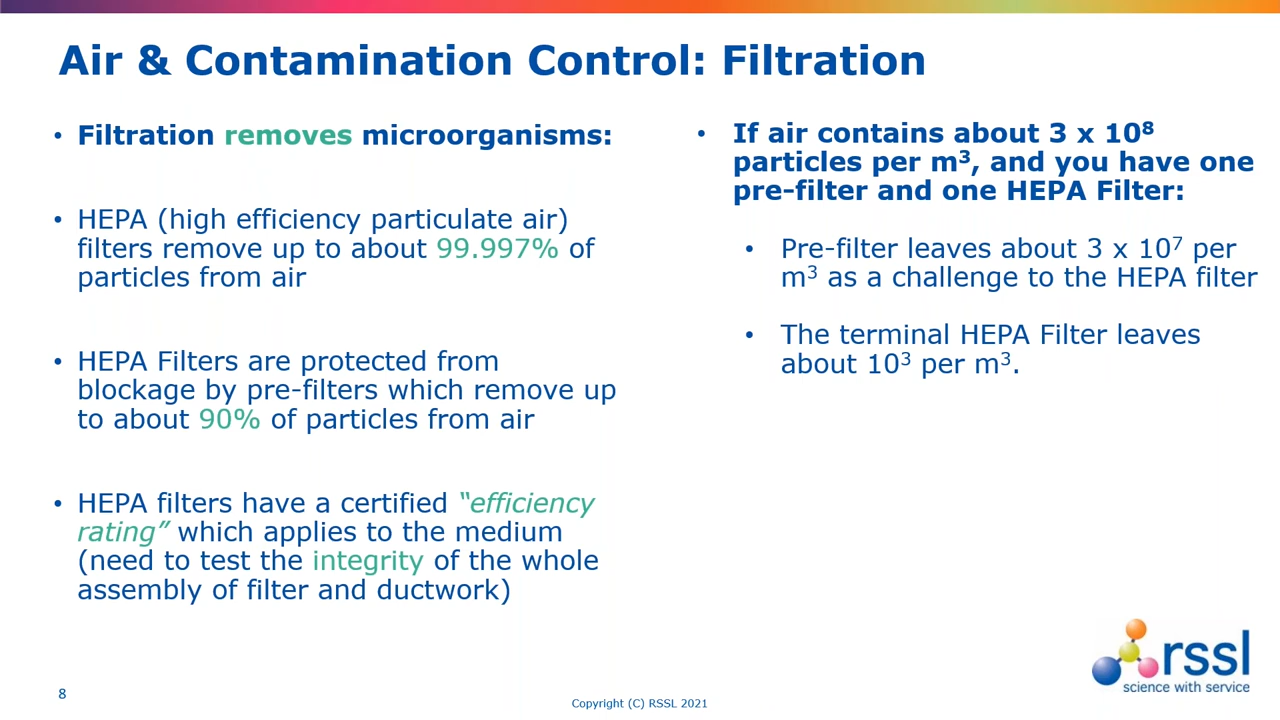 Air & Contamination Control: Filtration
• Filtration removes microorganisms:
• HEPA (high efficiency particulate air)
filters remove up to about 99.997% of
particles from air
• HEPA Filters are protected from
blockage by pre-filters which remove up
to about 90% of particles from air
• HEPA filters have a certified “efficiency
rating” which applies to the medium
(need to test the integrity of the whole
assembly of filter and ductwork)
• If air contains about 3 x 10⁸
particles per m³, and you have one
pre-filter and one HEPA Filter:
• Pre-filter leaves about 3 x 10⁷ per
m³ as a challenge to the HEPA filter
• The terminal HEPA Filter leaves
about 10³ per m³.
rssl
science with service
8
Copyright (C) RSSL 2021